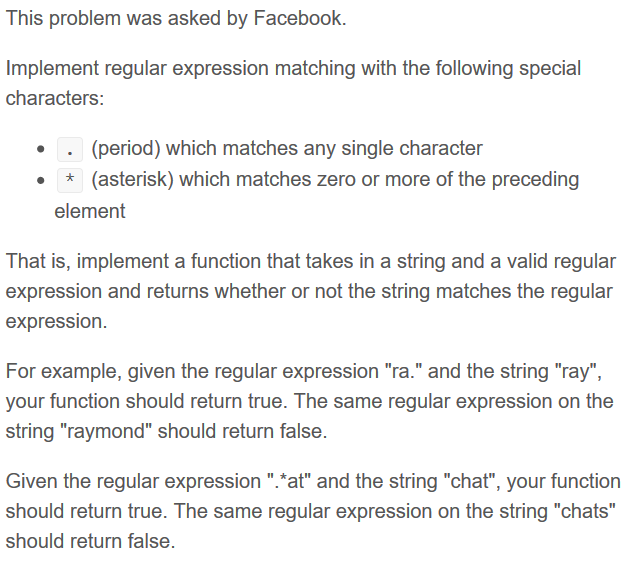 This problem was asked by Facebook.
Implement regular expression matching with the following special
characters:
• . (period) which matches any single character
• * (asterisk) which matches zero or more of the preceding
element
That is, implement a function that takes in a string and a valid regular
expression and returns whether or not the string matches the regular
expression.
For example, given the regular expression "ra." and the string "ray",
your function should return true. The same regular expression on the
string "raymond" should return false.
Given the regular expression ".*at" and the string "chat", your function
should return true. The same regular expression on the string "chats"
should return false.